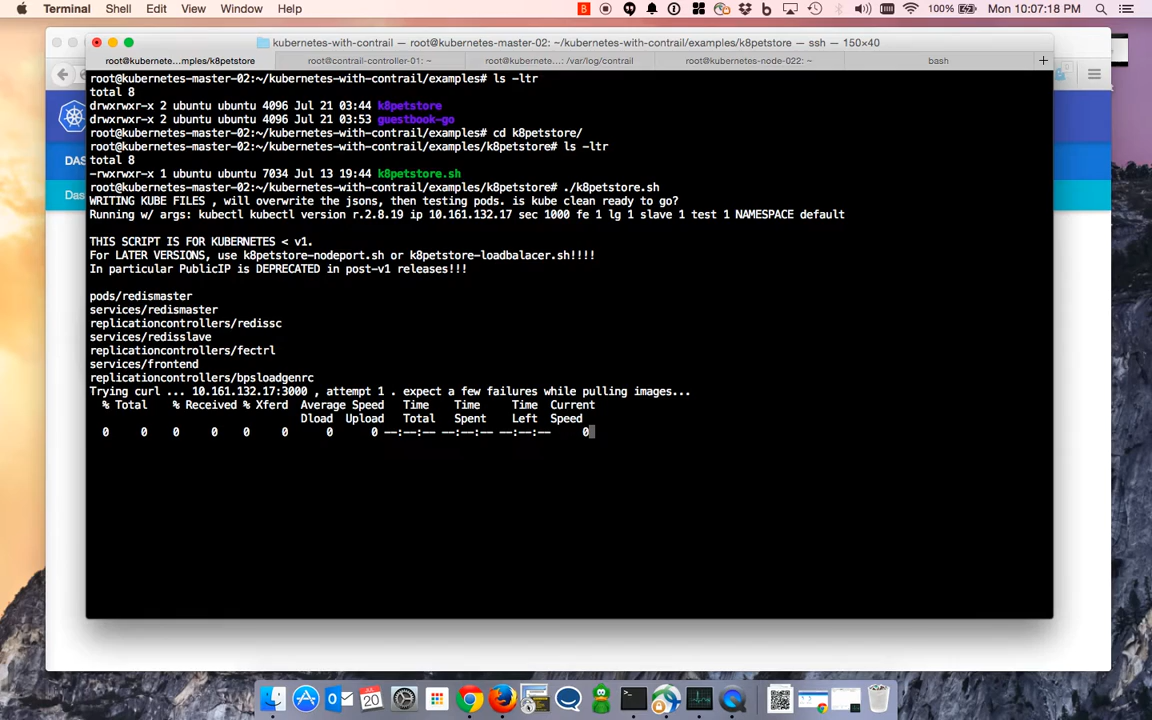 Terminal Shell Edit View Window Help
100% Mon 10:07:18
kubernetes-with-contrail — root@kubernetes-master-02: ~/kubernetes-with-contrail/examples/k8petstore — ssh — 150×40
root@kubernete...mples/k8petstore
root@contrail-controller-01: ~
root@kubernete...: /var/log/contrail
root@kubernetes-node-022: ~
bash
DAS
Das
root@kubernetes-master-02:~/kubernetes-with-contrail/examples# ls -ltr
total 8
drwxrwxr-x 2 ubuntu ubuntu 4096 Jul 21 03:44 k8petstore
drwxrwxr-x 2 ubuntu ubuntu 4096 Jul 21 03:53 guestbook-go
root@kubernetes-master-02:~/kubernetes-with-contrail/examples# cd k8petstore/
root@kubernetes-master-02:~/kubernetes-with-contrail/examples/k8petstore# ls -ltr
total 8
-rwxrwxr-x 1 ubuntu ubuntu 7034 Jul 13 19:44 k8petstore.sh
root@kubernetes-master-02:~/kubernetes-with-contrail/examples/k8petstore# ./k8petstore.sh
WRITING KUBE FILES , will overwrite the jsons, then testing pods. is kube clean ready to go?
Running w/ args: kubectl kubectl version r.2.8.19 ip 10.161.132.17 sec 1000 fe 1 lg 1 slave 1 test 1 NAMESPACE default
THIS SCRIPT IS FOR KUBERNETES < v1.
For LATER VERSIONS, use k8petstore-nodeport.sh or k8petstore-loadbalacer.sh!!!!
In particular PublicIP is DEPRECATED in post-v1 releases!!!
pods/redismaster
services/redismaster
replicationcontrollers/redissc
services/redisslave
replicationcontrollers/fectrl
services/frontend
replicationcontrollers/bpsloadgenrc
Trying curl ... 10.161.132.17:3000 , attempt 1 . expect a few failures while pulling images...
% Total % Received % Xferd Average Speed Time Time Time Current
Dload Upload Total Spent Left Speed
0 0 0 0 0 0 0 0 --:--:-- --:--:-- --:--:-- 0
JUL
20